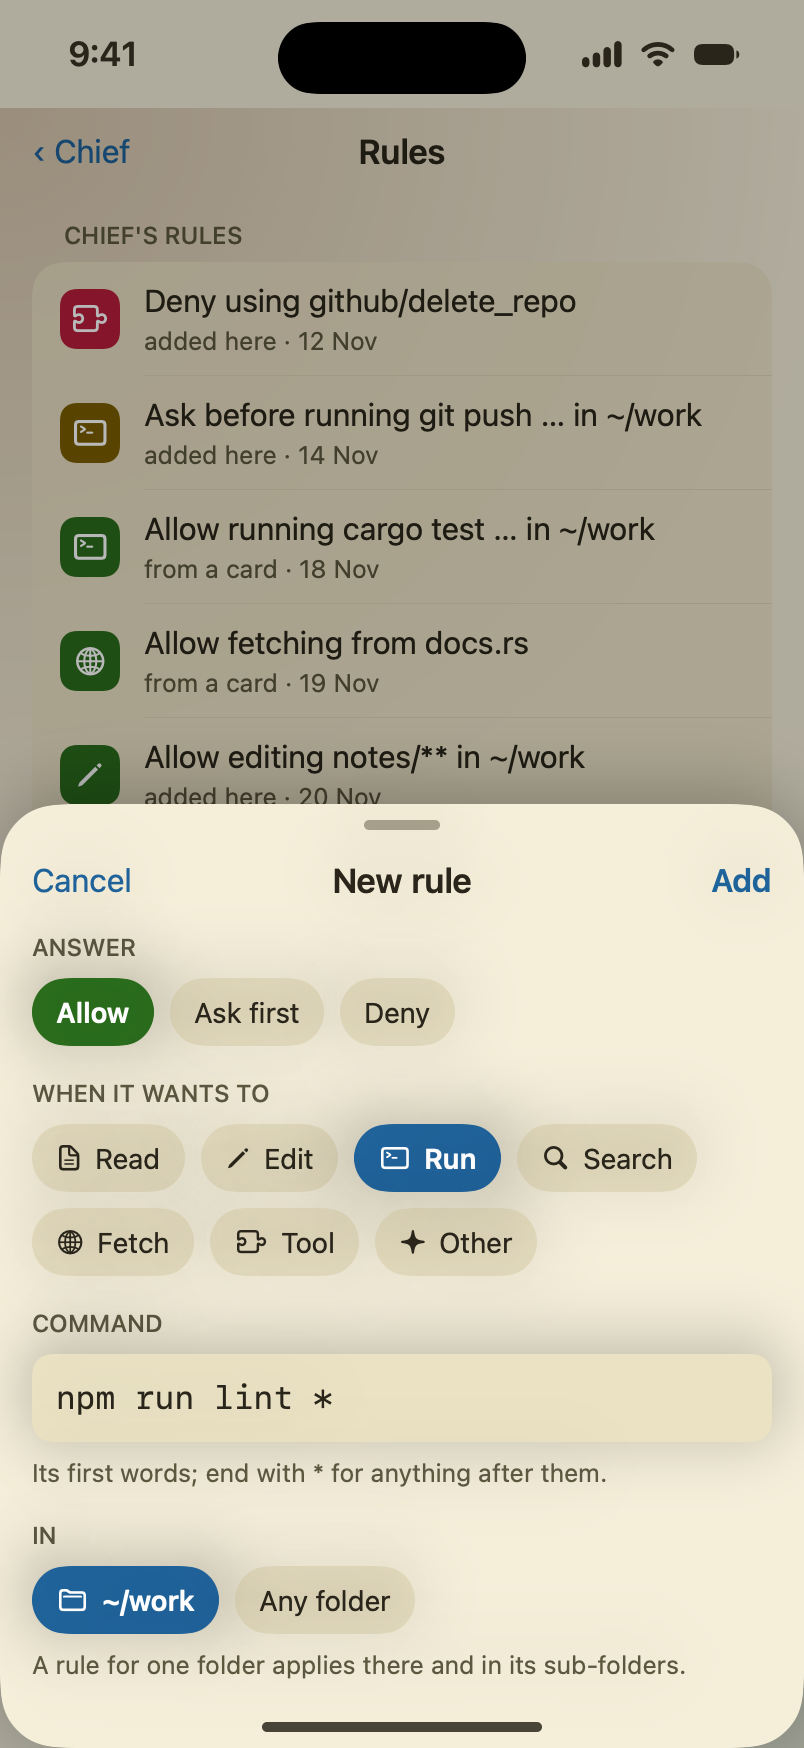 9:41
‹ Chief
Rules
CHIEF'S RULES
Deny using github/delete_repo
added here · 12 Nov
Ask before running git push ... in ~/work
added here · 14 Nov
Allow running cargo test ... in ~/work
from a card · 18 Nov
Allow fetching from docs.rs
from a card · 19 Nov
Allow editing notes/** in ~/work
added here · 20 Nov
Cancel
New rule
Add
ANSWER
Allow
Ask first
Deny
WHEN IT WANTS TO
Read
Edit
Run
Search
Fetch
Tool
Other
COMMAND
npm run lint *
Its first words; end with * for anything after them.
IN
~/work
Any folder
A rule for one folder applies there and in its sub-folders.